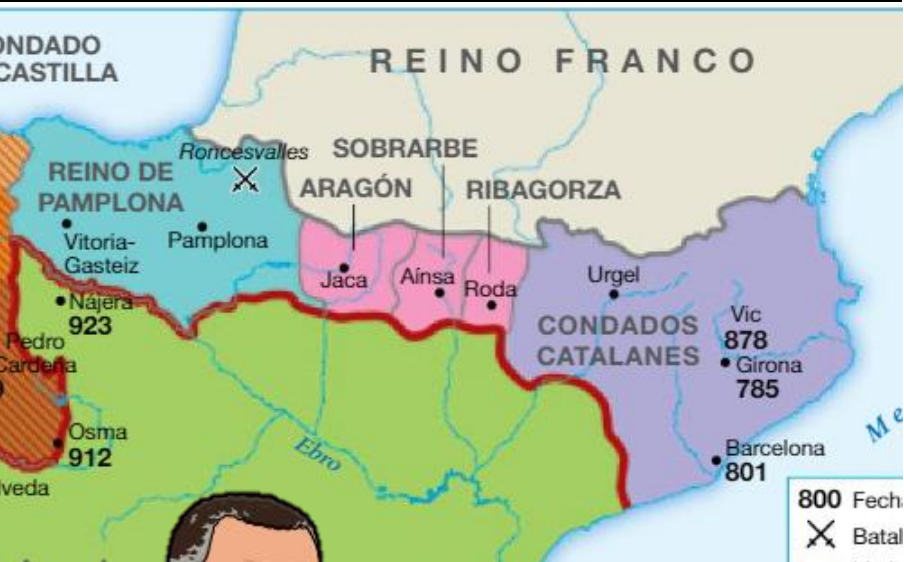 ONDADO
CASTILLA
REINO FRANCO
Roncesvalles
SOBRARBE
REINO DE
PAMPLONA
ARAGÓN
RIBAGORZA
Vitoria-
Gasteiz
Pamplona
Jaca
Aínsa
Roda
Urgel
Nájera
923
CONDADOS
CATALANES
Vic
878
Girona
785
Pedro
Cardeña
Osma
912
Ebro
Barcelona
801
lveda
Me
800 Fecha
Batal